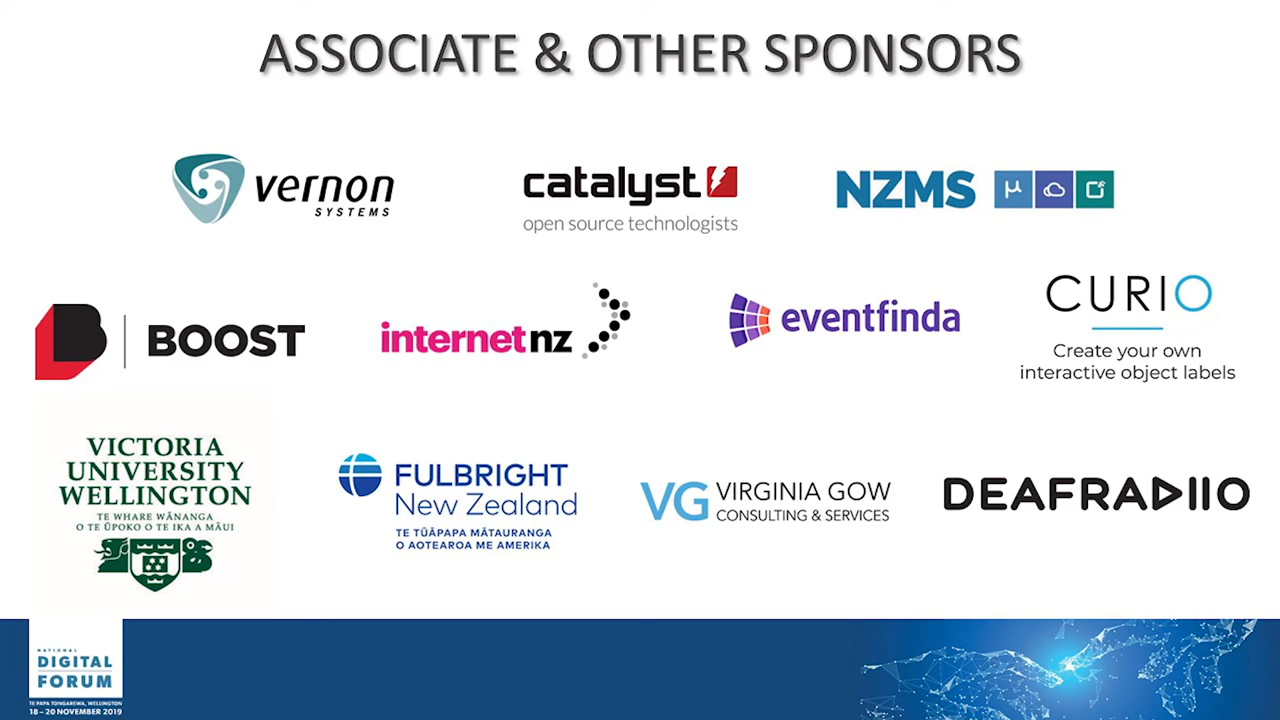 ASSOCIATE & OTHER SPONSORS
vernon
SYSTEMS
catalyst
open source technologists
NZMS
μ
B
BOOST
internetnz
eventfinda
CURIO
Create your own
interactive object labels
VICTORIA
UNIVERSITY
WELLINGTON
TE WHARE WĀNANGA
O TE ŪPOKO O TE IKA A MĀUI
FULBRIGHT
New Zealand
TE TŪĀPAPA MĀTAURANGA
O AOTEAROA ME AMERIKA
VG
VIRGINIA GOW
CONSULTING & SERVICES
DEAFRADIO
NATIONAL
DIGITAL
FORUM
TE PAPA TONGAREWA, WELLINGTON
18 – 20 NOVEMBER 2019